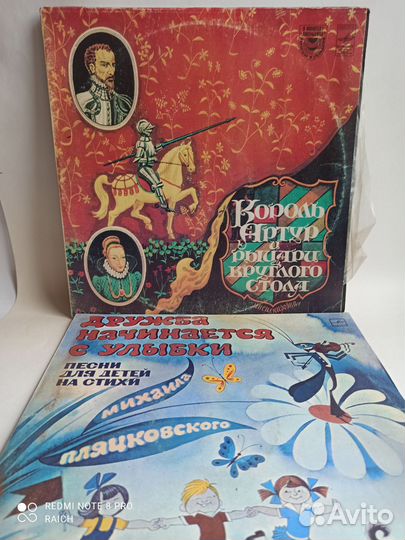 Король
Артур
и
рыцари
круглого
стола
инсценировка
Дружба
начинается
с улыбки
песни
для детей
на стихи
Михаила
Пляцковского
REDMI NOTE 8 PRO
RAICH
Avito